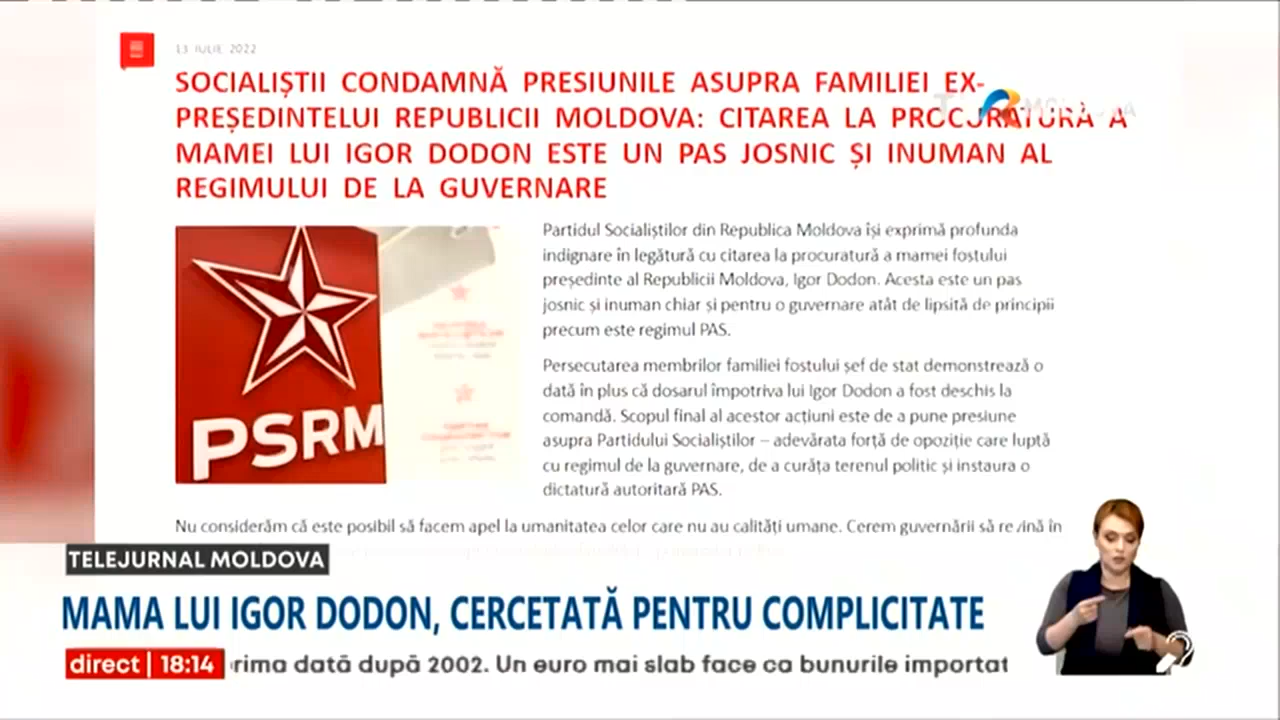 13 IULIE 2022
SOCIALIȘTII CONDAMNĂ PRESIUNILE ASUPRA FAMILIEI EX-
PREȘEDINTELUI REPUBLICII MOLDOVA: CITAREA LA PROCURATURĂ A
MAMEI LUI IGOR DODON ESTE UN PAS JOSNIC ȘI INUMAN AL
REGIMULUI DE LA GUVERNARE
MOLDOVA
PSRM
Partidul Socialiștilor din Republica Moldova își exprimă profunda
indignare în legătură cu citarea la procuratură a mamei fostului
președinte al Republicii Moldova, Igor Dodon. Acesta este un pas
josnic și inuman chiar și pentru o guvernare atât de lipsită de principii
precum este regimul PAS.
Persecutarea membrilor familiei fostului șef de stat demonstrează o
dată în plus că dosarul împotriva lui Igor Dodon a fost deschis la
comandă. Scopul final al acestor acțiuni este de a pune presiune
asupra Partidului Socialiștilor – adevărata forță de opoziție care luptă
cu regimul de la guvernare, de a curăța terenul politic și instaura o
dictatură autoritară PAS.
Nu considerăm că este posibil să facem apel la umanitatea celor care nu au calități umane. Cerem guvernării să în
TELEJURNAL MOLDOVA
MAMA LUI IGOR DODON, CERCETATĂ PENTRU COMPLICITATE
direct | 18:14 rima dată după 2002. Un euro mai slab face ca bunurile importat